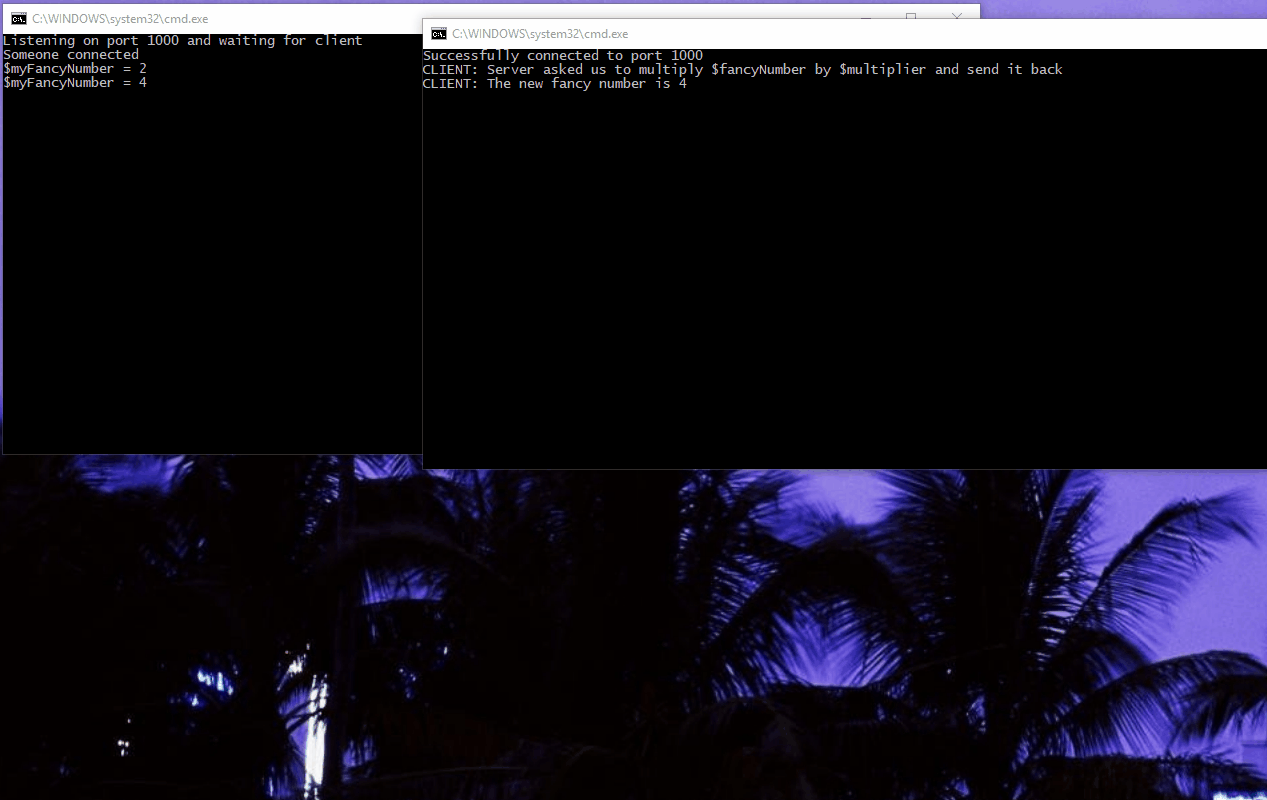 C:\WINDOWS\system32\cmd.exe
Listening on port 1000 and waiting for client
Someone connected
$myFancyNumber = 2
$myFancyNumber = 4
C:\WINDOWS\system32\cmd.exe
Successfully connected to port 1000
CLIENT: Server asked us to multiply $fancyNumber by $multiplier and send it back
CLIENT: The new fancy number is 4